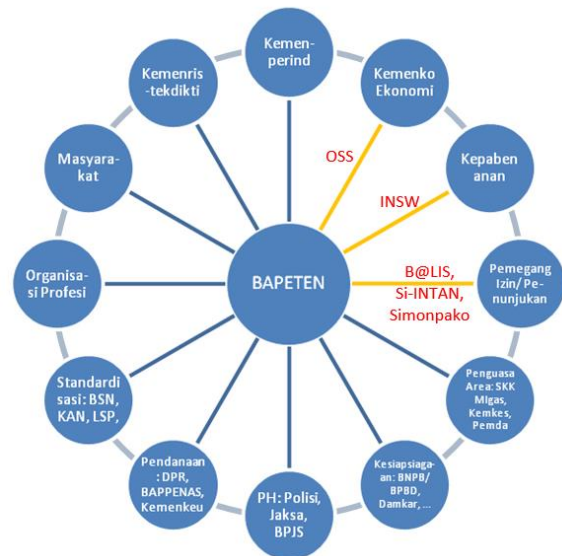 Kemen-
perind
Kemenko
Ekonomi
Kepaben
anan
Pemegang
Izin/ Pe-
nunjukan
Penguasa
Area: SKK
MIgas,
Kemkes,
Pemda
Kesiapsiaga-
an: BNPB/
BPBD,
Damkar, ...
PH: Polisi,
Jaksa,
BPJS
Pendanaan
: DPR,
BAPPENAS,
Kemenkeu
Standardi
sasi: BSN,
KAN, LSP,
Organisa-
si Profesi
Masyara-
kat
Kemenris
-tekdikti
BAPETEN
OSS
INSW
B@LIS,
Si-INTAN,
Simonpako